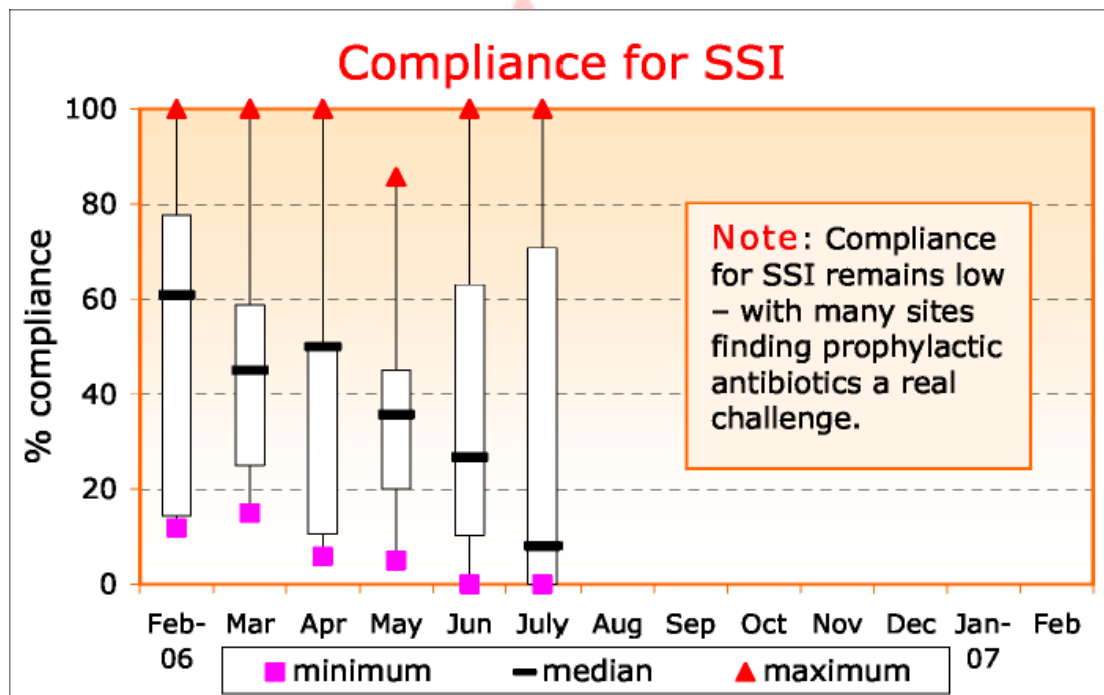 Compliance for SSI
100
80
60
40
20
0
% compliance
Note: Compliance
for SSI remains low
– with many sites
finding prophylactic
antibiotics a real
challenge.
Feb-06 Mar Apr May Jun July Aug Sep Oct Nov Dec Jan-07 Feb
minimum median maximum